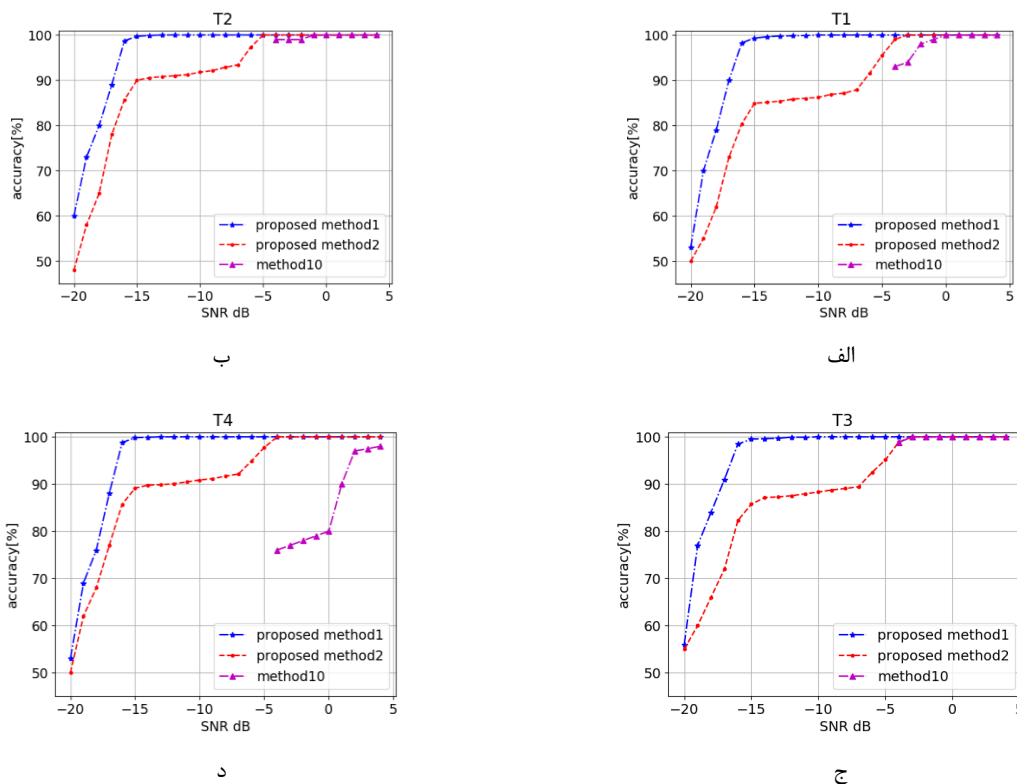 T2
100
90
80
70
60
50
accuracy[%]
−20 −15 −10 −5 0 5
SNR dB
proposed method1
proposed method2
method10
ب
T1
100
90
80
70
60
50
accuracy[%]
−20 −15 −10 −5 0 5
SNR dB
proposed method1
proposed method2
method10
الف
T4
100
90
80
70
60
50
accuracy[%]
−20 −15 −10 −5 0 5
SNR dB
proposed method1
proposed method2
method10
د
T3
100
90
80
70
60
50
accuracy[%]
−20 −15 −10 −5 0 5
SNR dB
proposed method1
proposed method2
method10
ج